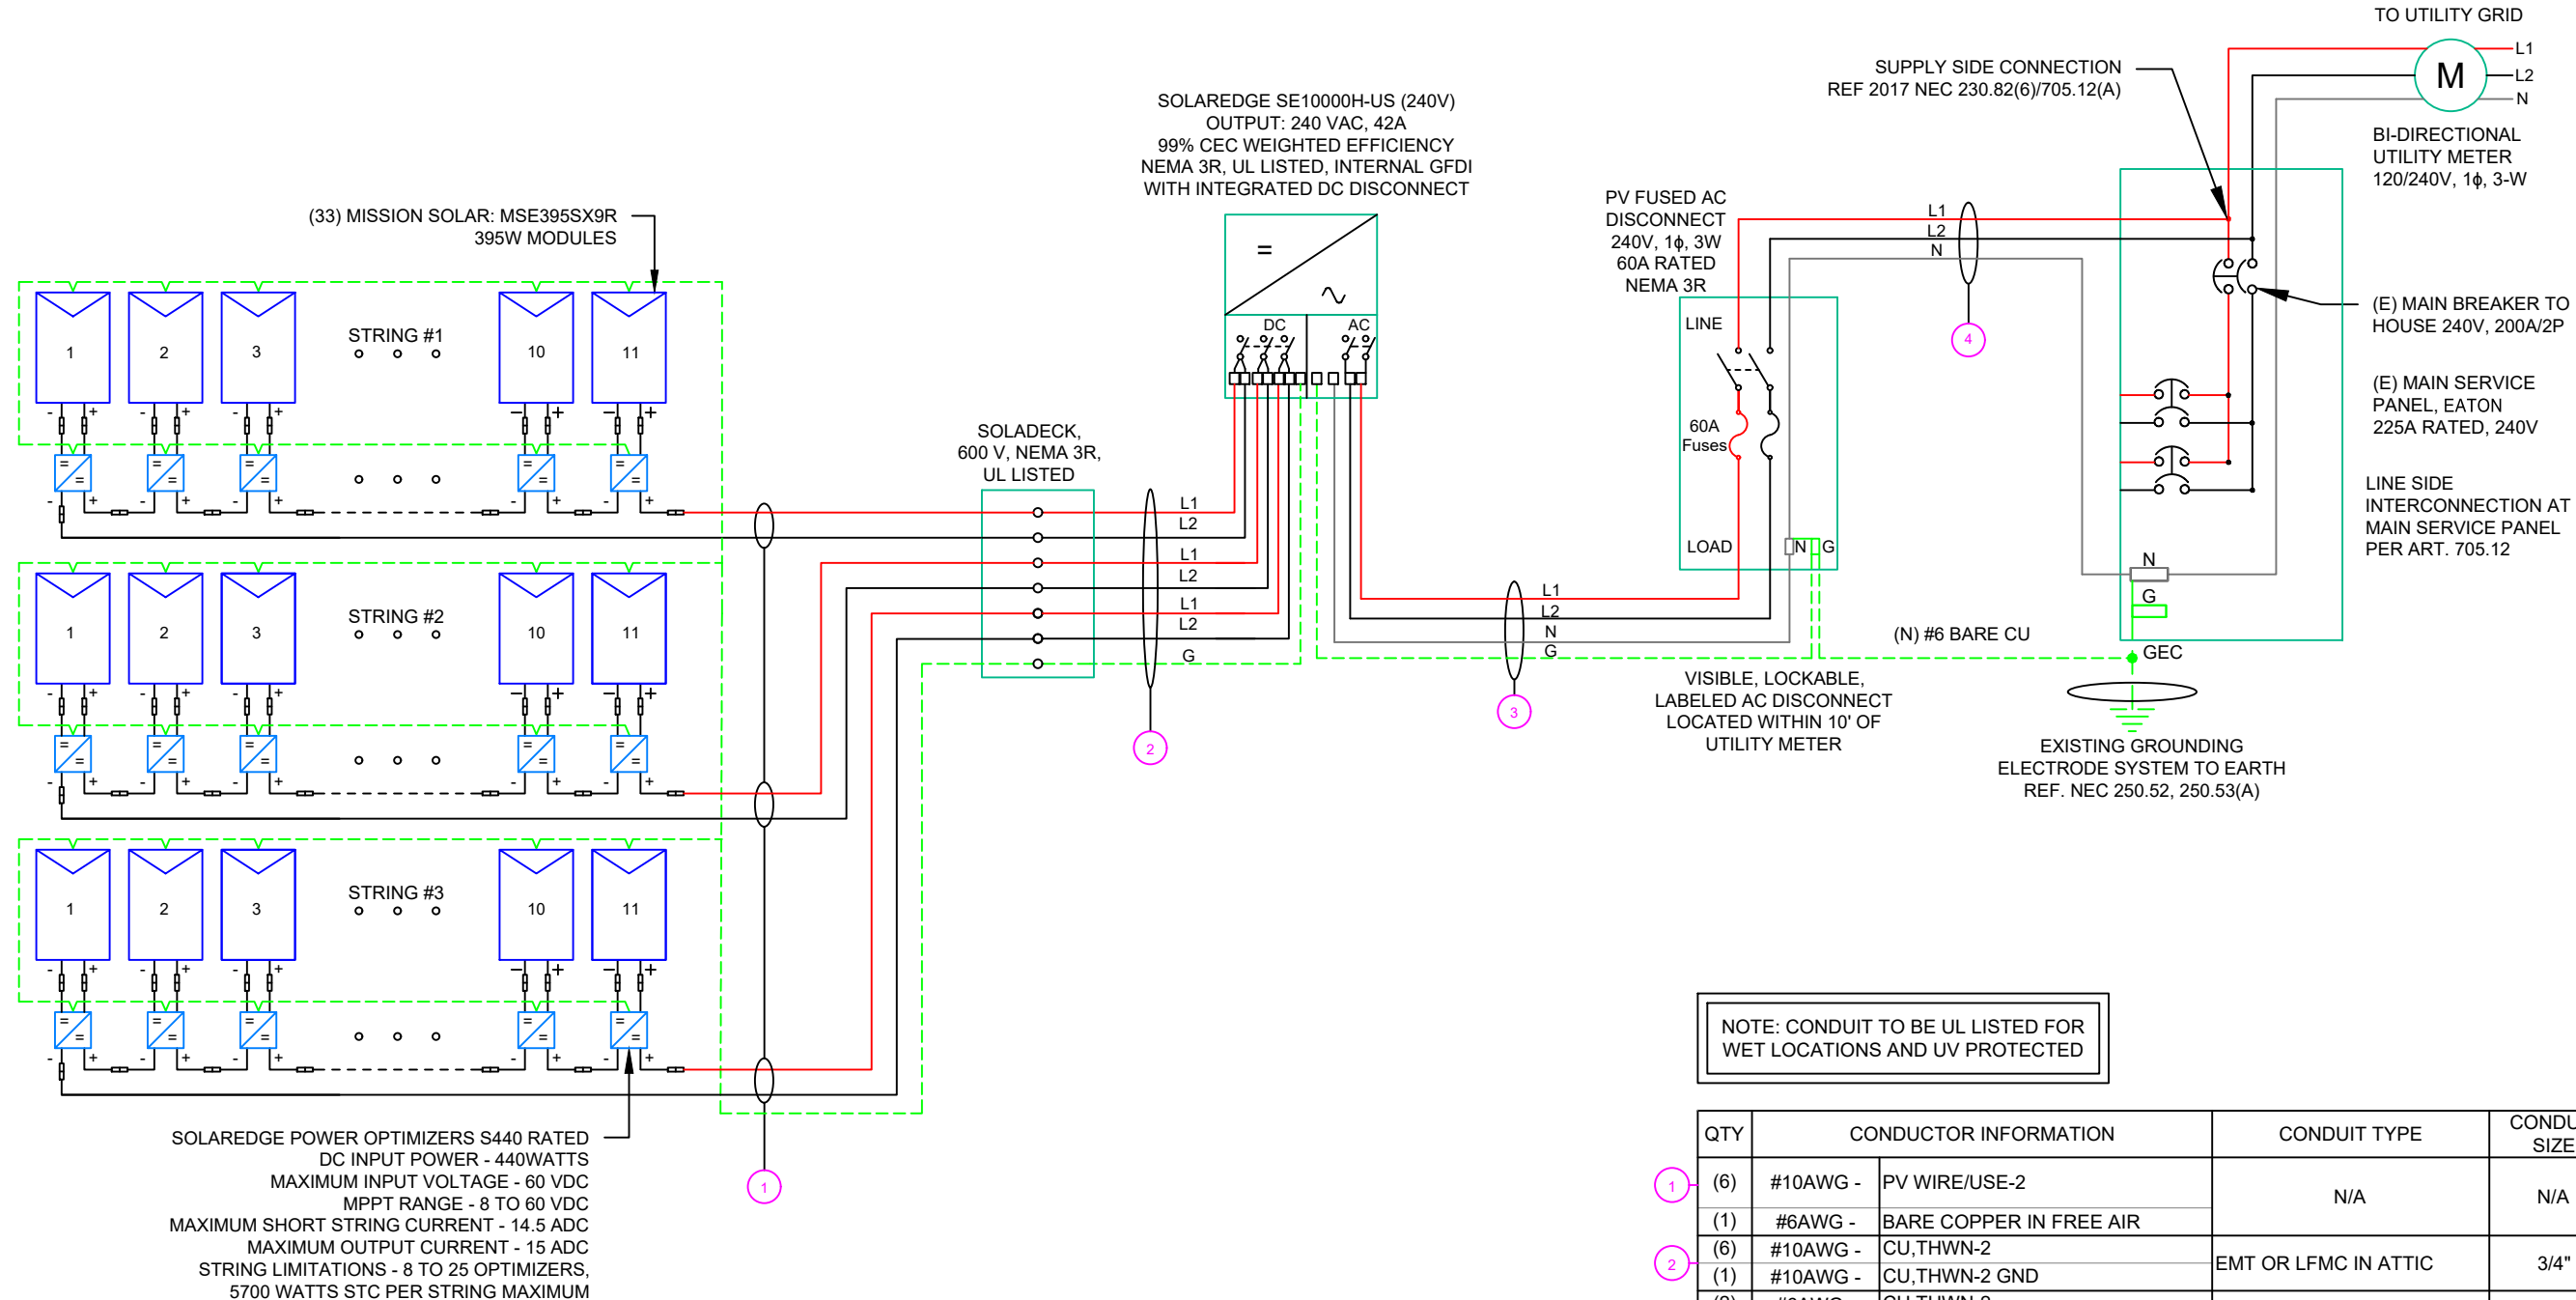 TO UTILITY GRID
L1
L2
N
M
SUPPLY SIDE CONNECTION
REF 2017 NEC 230.82(6)/705.12(A)
BI-DIRECTIONAL
UTILITY METER
120/240V, 1ϕ, 3-W
SOLAREDGE SE10000H-US (240V)
OUTPUT: 240 VAC, 42A
99% CEC WEIGHTED EFFICIENCY
NEMA 3R, UL LISTED, INTERNAL GFDI
WITH INTEGRATED DC DISCONNECT
PV FUSED AC
DISCONNECT
240V, 1ϕ, 3W
60A RATED
NEMA 3R
L1
L2
N
4
(33) MISSION SOLAR: MSE395SX9R
395W MODULES
(E) MAIN BREAKER TO
HOUSE 240V, 200A/2P
(E) MAIN SERVICE
PANEL, EATON
225A RATED, 240V
LINE SIDE
INTERCONNECTION AT
MAIN SERVICE PANEL
PER ART. 705.12
DC
AC
LINE
60A
Fuses
LOAD
N
G
STRING #1
1
2
3
10
11
SOLADECK,
600 V, NEMA 3R,
UL LISTED
L1
L2
L1
L2
L1
L2
G
2
L1
L2
N
G
3
N
G
GEC
(N) #6 BARE CU
VISIBLE, LOCKABLE,
LABELED AC DISCONNECT
LOCATED WITHIN 10' OF
UTILITY METER
EXISTING GROUNDING
ELECTRODE SYSTEM TO EARTH
REF. NEC 250.52, 250.53(A)
STRING #2
1
2
3
10
11
STRING #3
1
2
3
10
11
1
SOLAREDGE POWER OPTIMIZERS S440 RATED
DC INPUT POWER - 440WATTS
MAXIMUM INPUT VOLTAGE - 60 VDC
MPPT RANGE - 8 TO 60 VDC
MAXIMUM SHORT STRING CURRENT - 14.5 ADC
MAXIMUM OUTPUT CURRENT - 15 ADC
STRING LIMITATIONS - 8 TO 25 OPTIMIZERS,
5700 WATTS STC PER STRING MAXIMUM
NOTE: CONDUIT TO BE UL LISTED FOR
WET LOCATIONS AND UV PROTECTED
QTY CONDUCTOR INFORMATION CONDUIT TYPE
SIZE
1 (6) #10AWG - PV WIRE/USE-2 N/A N/A
(1) #6AWG - BARE COPPER IN FREE AIR
2 (6) #10AWG - CU,THWN-2 EMT OR LFMC IN ATTIC 3/4"
(1) #10AWG - CU,THWN-2 GND